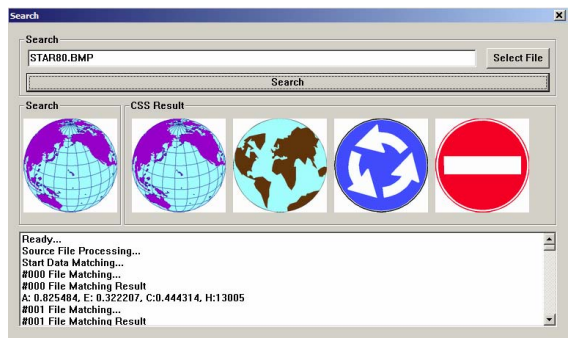 Search
Search
STAR80.BMP
Select File
Search
Search
CSS Result
Ready...
Source File Processing...
Start Data Matching...
#000 File Matching...
#000 File Matching Result
A: 0.825484, E: 0.322207, C:0.444314, H:13005
#001 File Matching...
#001 File Matching Result